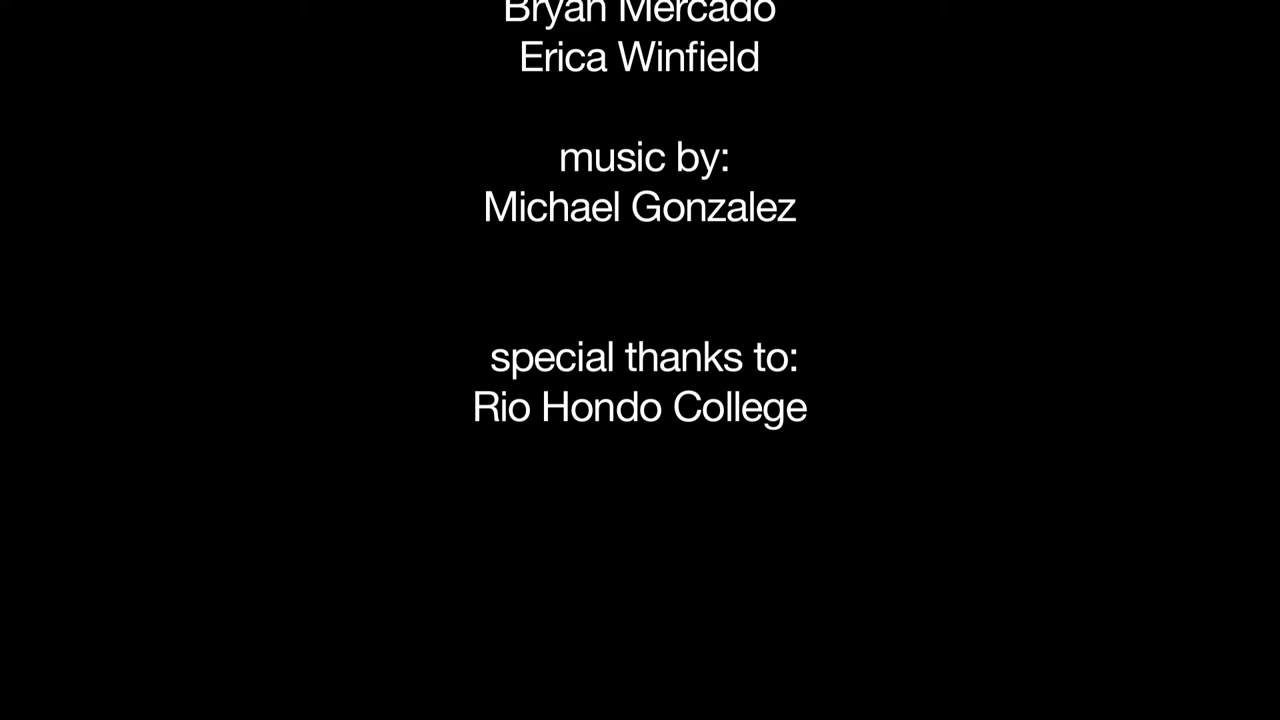 Bryan Mercado
Erica Winfield
music by:
Michael Gonzalez
special thanks to:
Rio Hondo College